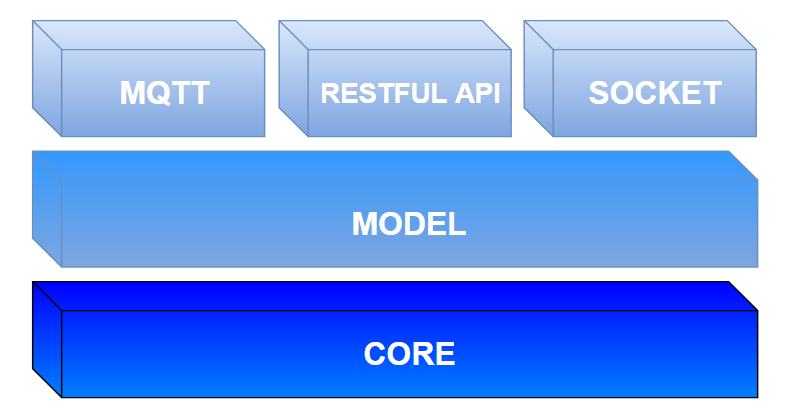 MQTT
RESTFUL API
SOCKET
MODEL
CORE